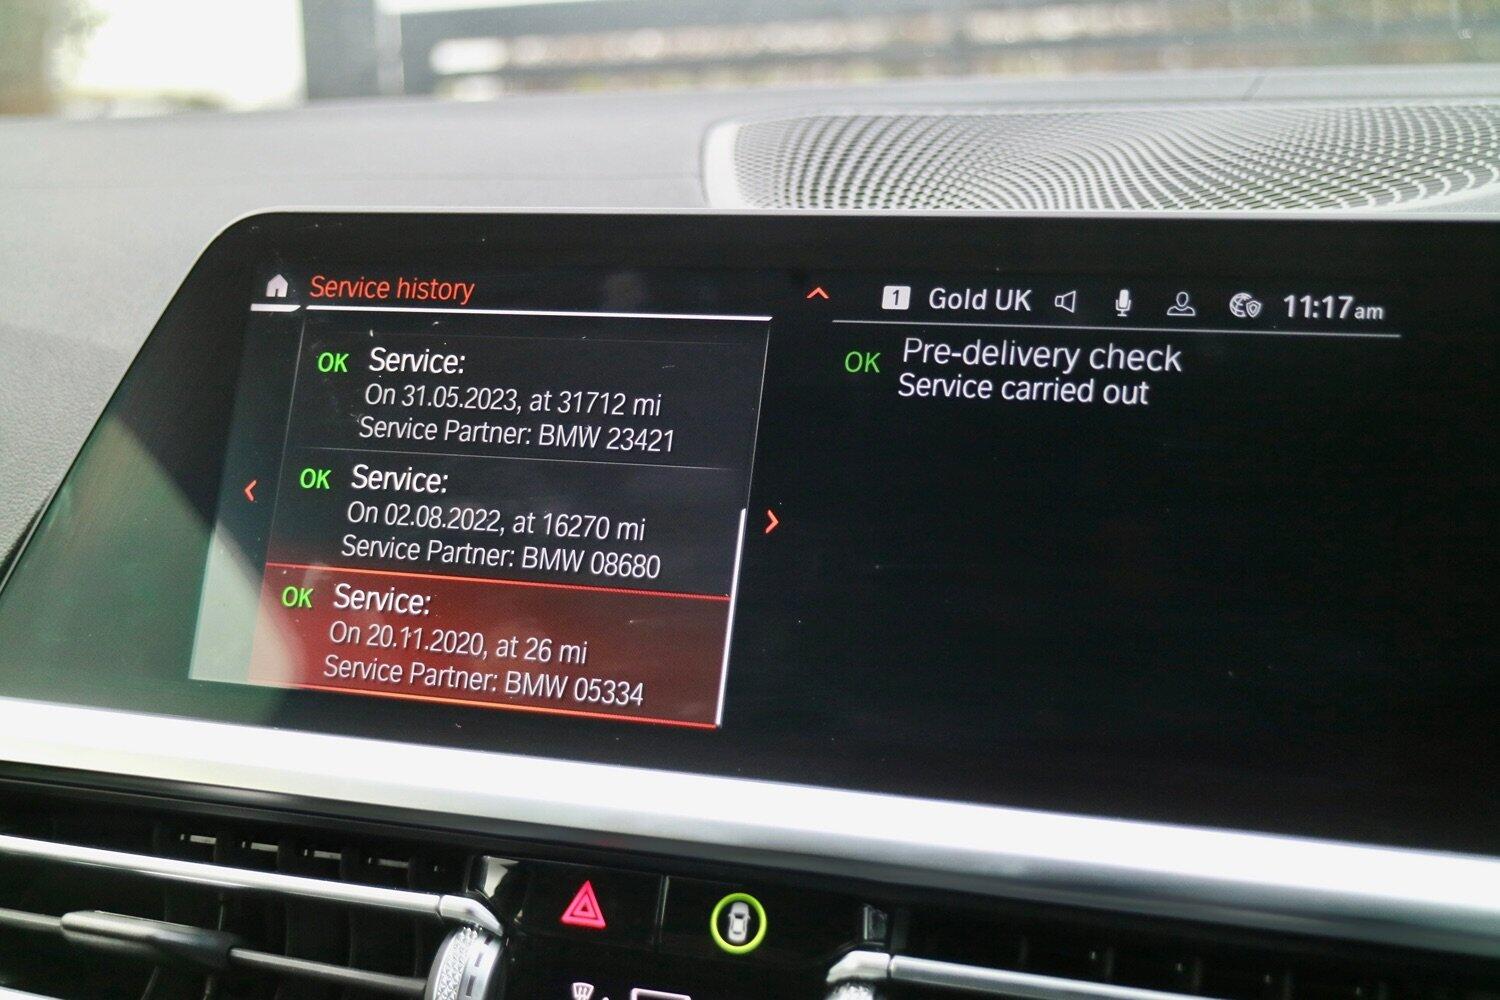 Service history
1 Gold UK 11:17am
OK Service:
On 31.05.2023, at 31712 mi
Service Partner: BMW 23421
OK Service:
On 02.08.2022, at 16270 mi
Service Partner: BMW 08680
OK Service:
On 20.11.2020, at 26 mi
Service Partner: BMW 05334
OK Pre-delivery check
Service carried out